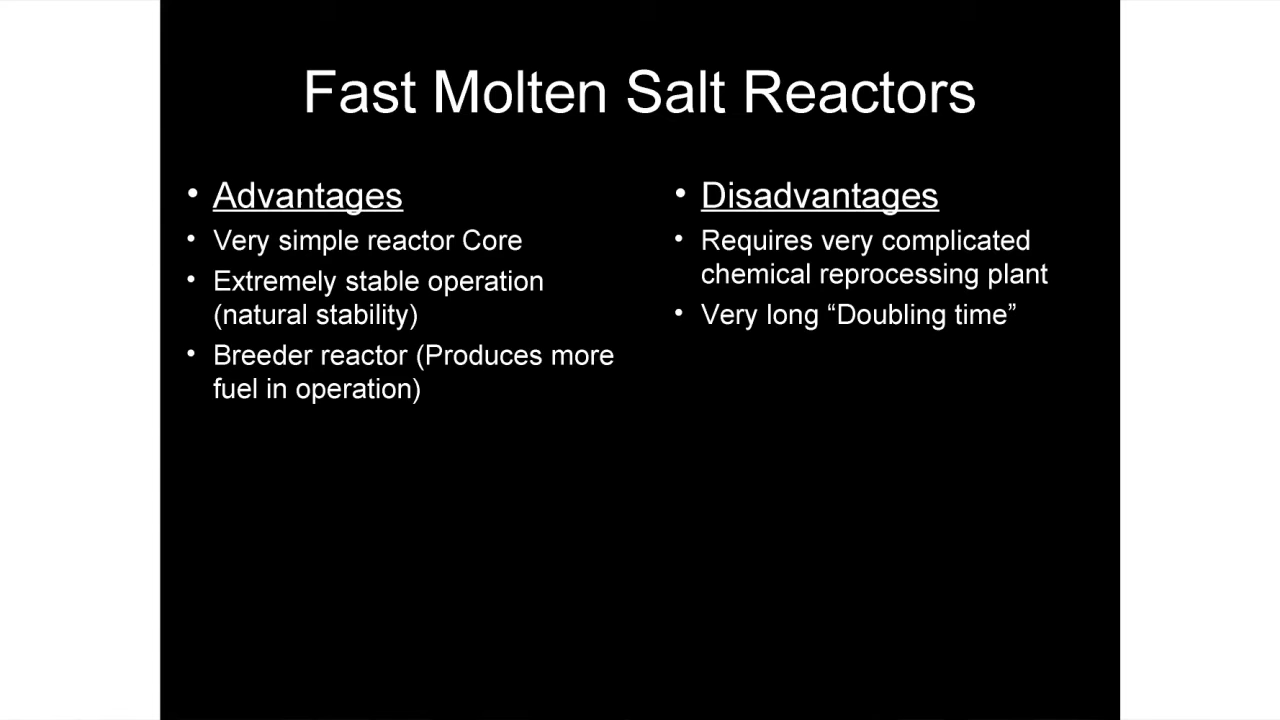 Fast Molten Salt Reactors
• Advantages
• Very simple reactor Core
• Extremely stable operation
(natural stability)
• Breeder reactor (Produces more
fuel in operation)
• Disadvantages
• Requires very complicated
chemical reprocessing plant
• Very long “Doubling time”